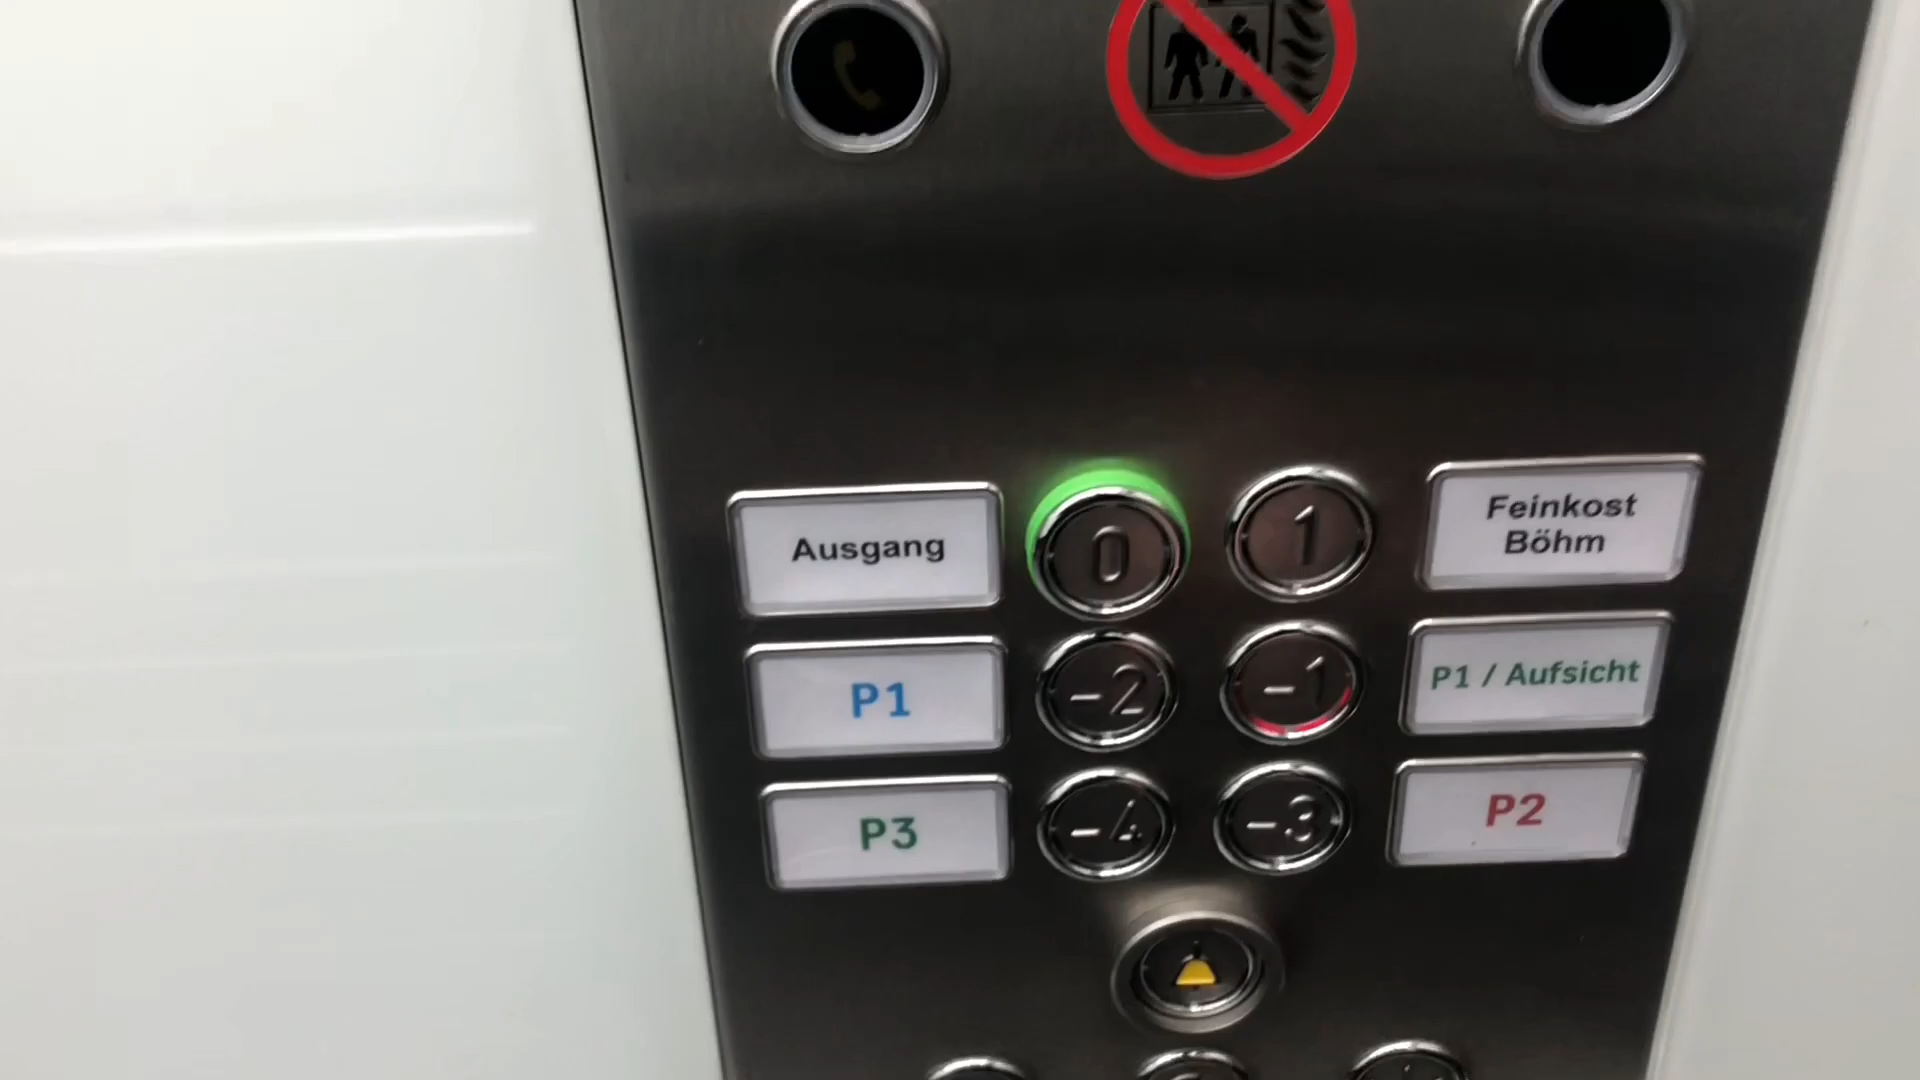 Ausgang
0
1
Feinkost
Böhm
P1
-2
-1
P1 / Aufsicht
P3
-4
-3
P2